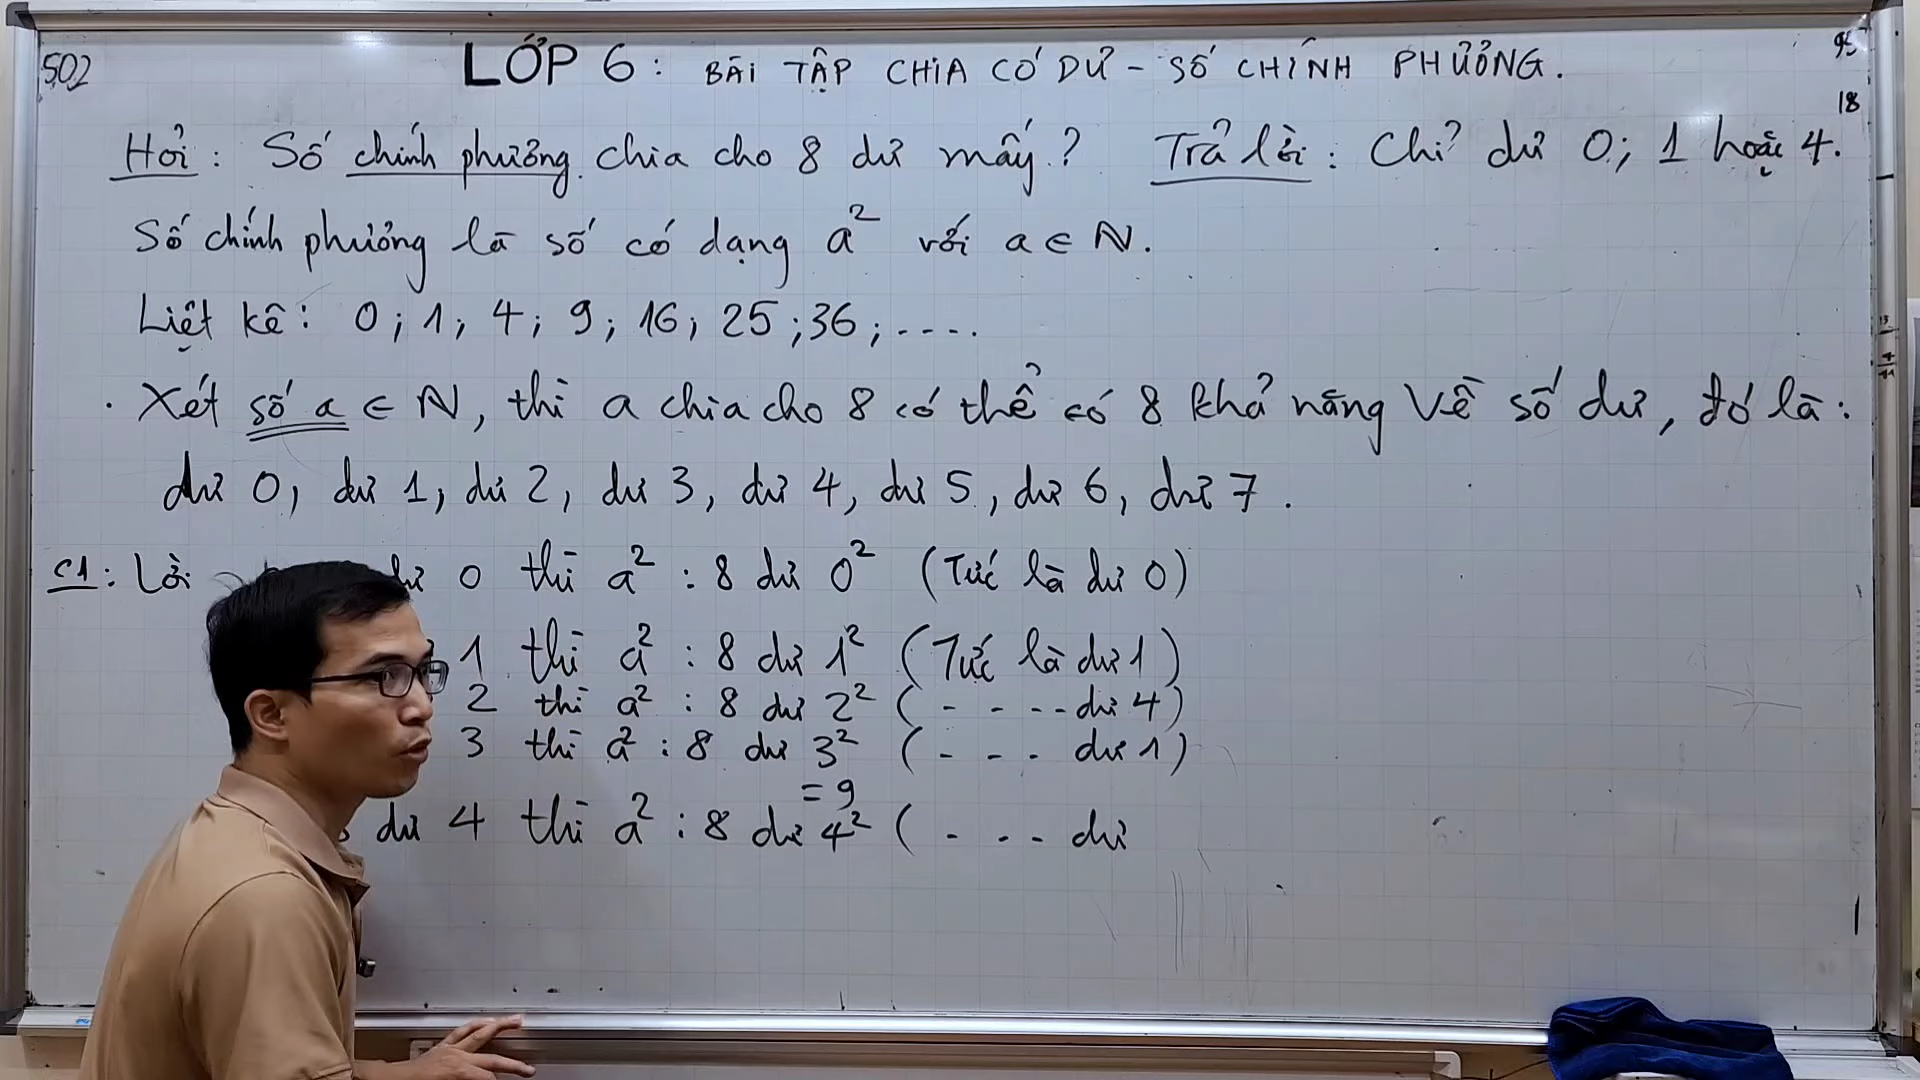 502
LỚP 6: BÀI TẬP CHIA CÓ DƯ - SỐ CHÍNH PHƯƠNG.
95
18
Hỏi: Số chính phương chia cho 8 dư mấy? Trả lời: Chỉ dư 0; 1 hoặc 4.
Số chính phương là số có dạng a² với a ∈ N.
Liệt kê: 0; 1; 4; 9; 16; 25; 36; ....
. Xét số a ∈ N, thì a chia cho 8 có thể có 8 khả năng về số dư, đó là:
dư 0, dư 1, dư 2, dư 3, dư 4, dư 5, dư 6, dư 7.
C1: Lời dư 0 thì a² : 8 dư 0² (Tức là dư 0)
1 thì a² : 8 dư 1² (Tức là dư 1)
2 thì a² : 8 dư 2² (- - - - dư 4)
3 thì a² : 8 dư 3² (- - - dư 1)
= 9
dư 4 thì a² : 8 dư 4² (- - - dư